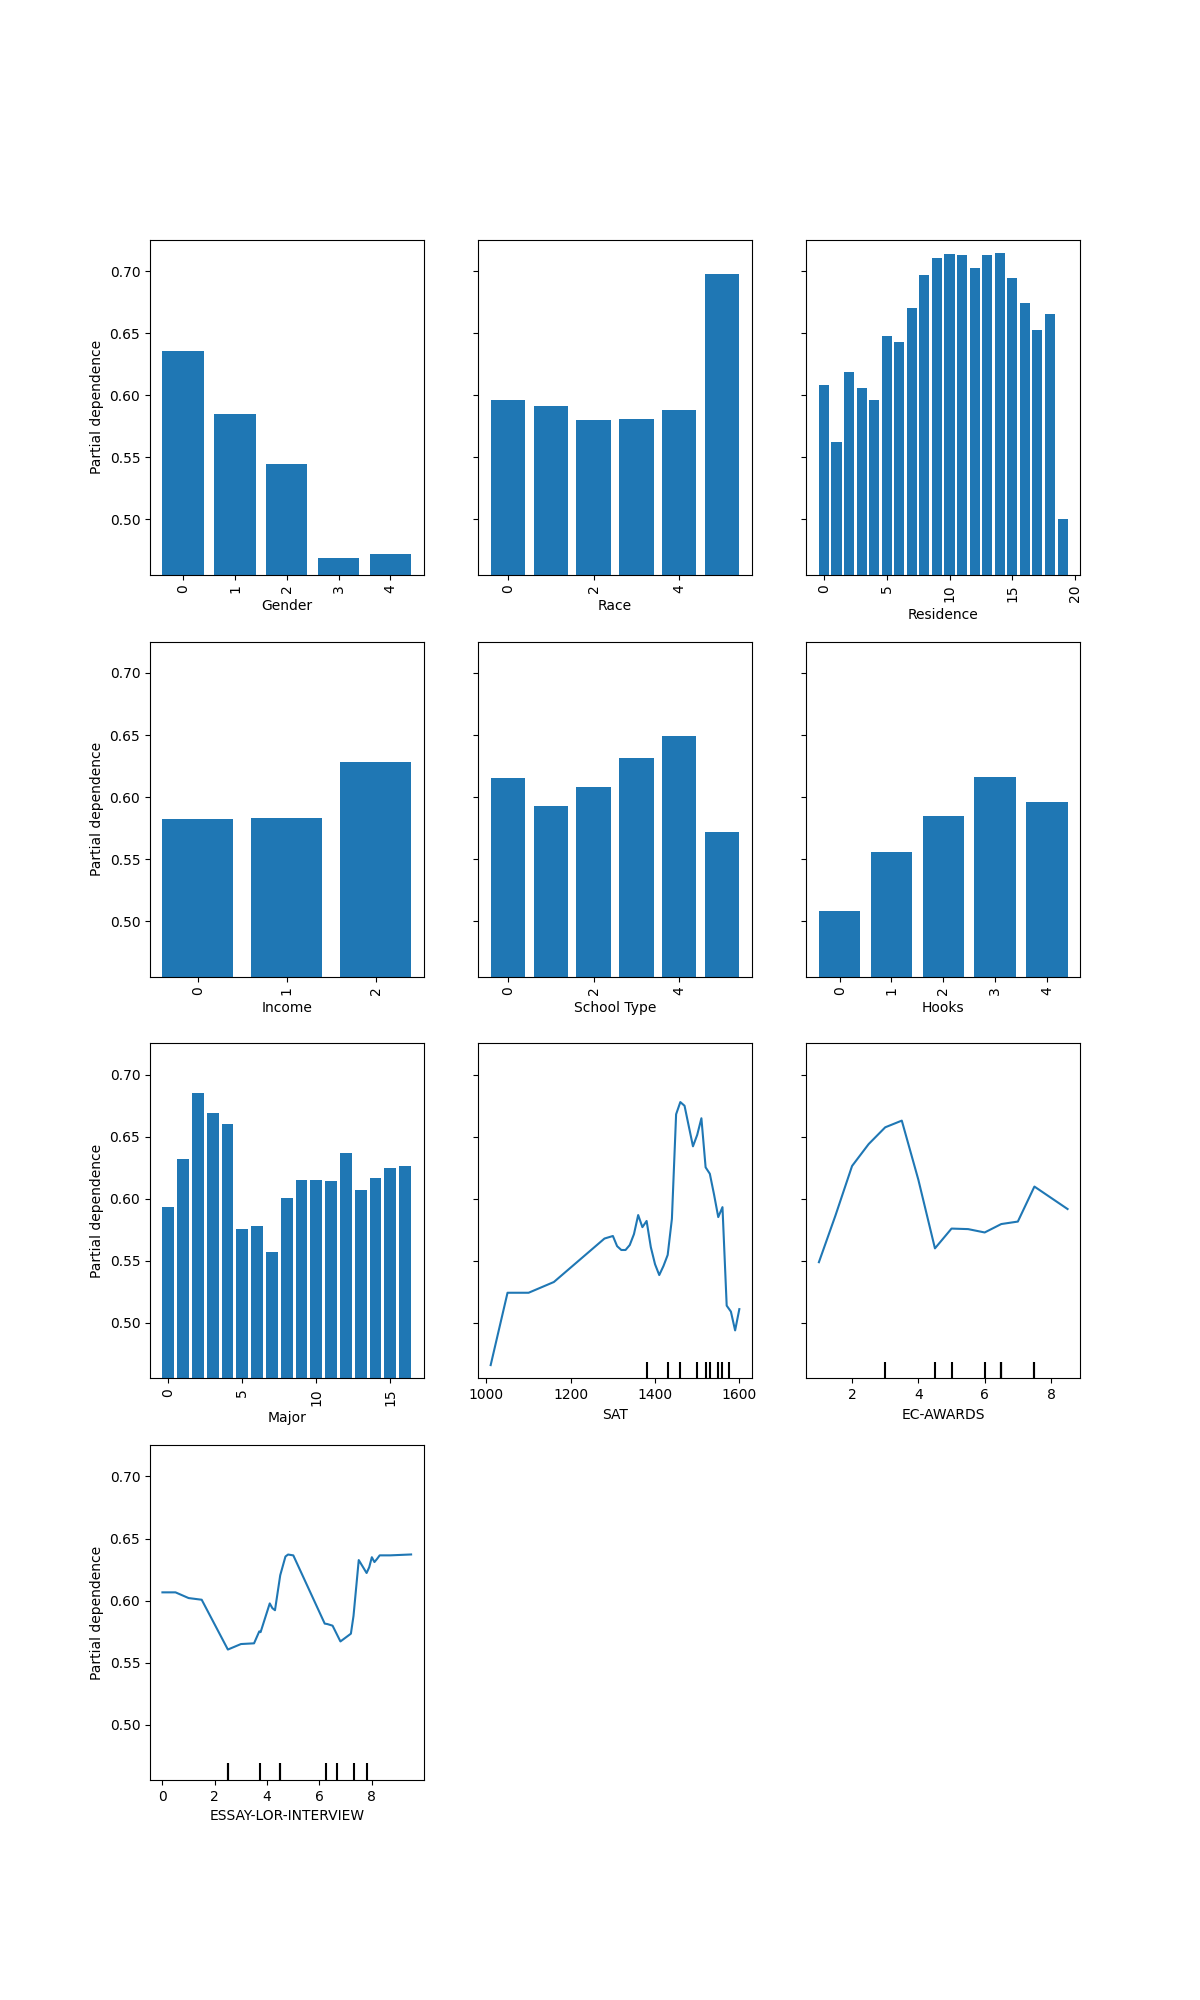 Partial dependence
0.70
0.65
0.60
0.55
0.50
0 1 2 3 4
Gender
0 2 4
Race
0 5 10 15 20
Residence
Partial dependence
0.70
0.65
0.60
0.55
0.50
0 1 2
Income
0 2 4
School Type
0 1 2 3 4
Hooks
Partial dependence
0.70
0.65
0.60
0.55
0.50
0 5 10 15
Major
1000 1200 1400 1600
SAT
2 4 6 8
EC-AWARDS
Partial dependence
0.70
0.65
0.60
0.55
0.50
0 2 4 6 8
ESSAY-LOR-INTERVIEW